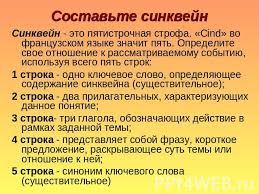 Составьте синквейн
Синквейн - это пятистрочная строфа. «Cind» во
французском языке значит пять. Определите
свое отношение к рассматриваемому событию,
используя всего пять строк:
1 строка - одно ключевое слово, определяющее
содержание синквейна (существительное);
2 строка - два прилагательных, характеризующих
данное понятие;
3 строка- три глагола, обозначающих действие в
рамках заданной темы;
4 строка - представляет собой фразу, короткое
предложение, раскрывающее суть темы или
отношение к ней;
5 строка - синоним ключевого слова
(существительное)